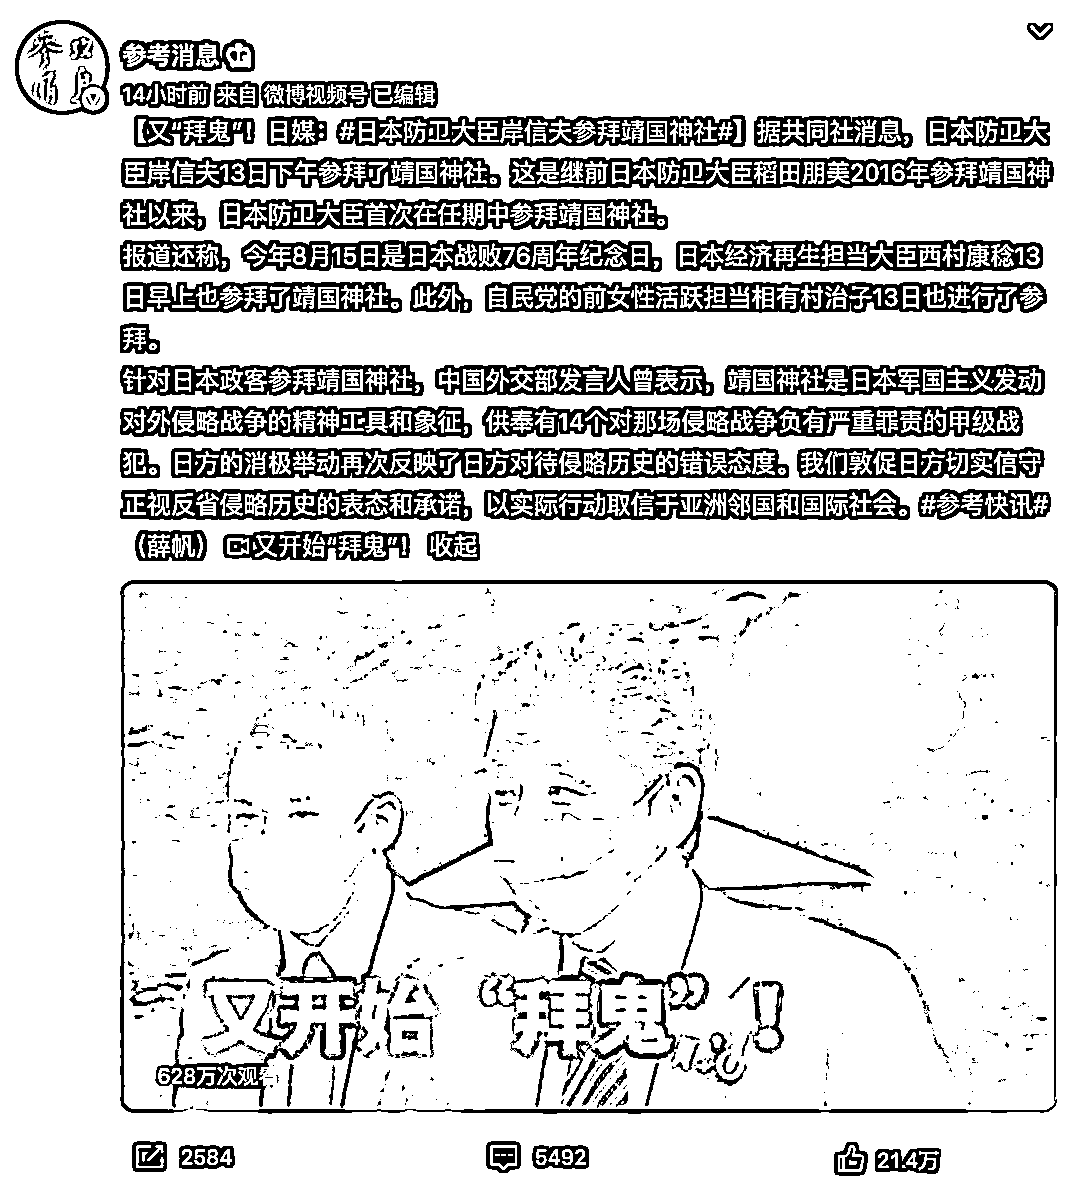 参考消息
14小时前 来自 微博视频号 已编辑
【又“拜鬼”！日媒：#日本防卫大臣岸信夫参拜靖国神社#】据共同社消息，日本防卫大
臣岸信夫13日下午参拜了靖国神社。这是继前日本防卫大臣稻田朋美2016年参拜靖国神
社以来，日本防卫大臣首次在任期中参拜靖国神社。
报道还称，今年8月15日是日本战败76周年纪念日，日本经济再生担当大臣西村康稔13
日早上也参拜了靖国神社。此外，自民党的前女性活跃担当相有村治子13日也进行了参
拜。
针对日本政客参拜靖国神社，中国外交部发言人曾表示，靖国神社是日本军国主义发动
对外侵略战争的精神工具和象征，供奉有14个对那场侵略战争负有严重罪责的甲级战
犯。日方的消极举动再次反映了日方对待侵略历史的错误态度。我们敦促日方切实信守
正视反省侵略历史的表态和承诺，以实际行动取信于亚洲邻国和国际社会。#参考快讯#
（薛帆） 又开始“拜鬼”！ 收起
又开始 “拜鬼”！
628万次观看
2584 5492 21.4万